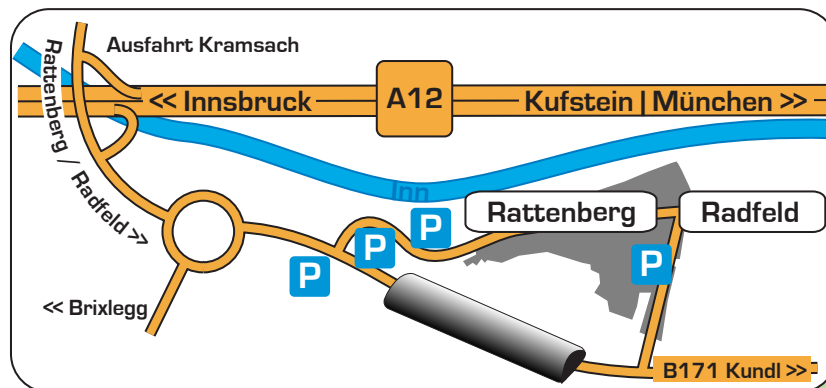 Ausfahrt Kramsach
Rattenberg / Radfeld >>
<< Innsbruck
A12
Kufstein | München >>
Inn
Rattenberg
Radfeld
P
P
P
P
<< Brixlegg
B171 Kundl >>